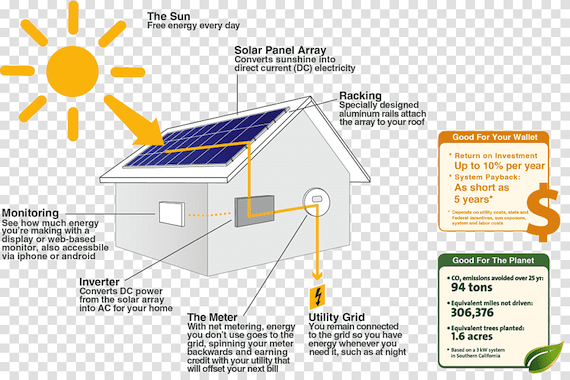 The Sun
Free energy every day
Solar Panel Array
Converts sunshine into
direct current (DC) electricity
Racking
Specially designed
aluminum rails attach
the array to your roof
Good For Your Wallet
* Return on Investment
Up to 10% per year
* System Payback:
As short as
5 years*
* Depends on utility costs, state and
Federal incentives, sun exposure,
system and labor costs.
$
Monitoring
See how much energy
you're making with a
display or web-based
monitor, also accessbile
via iphone or android
Inverter
Converts DC power
from the solar array
into AC for your home
The Meter
With net metering, energy
you don't use goes to the
grid, spinning your meter
backwards and earning
credit with your utility that
will offset your next bill
Utility Grid
You remain connected
to the grid so you have
energy whenever you
need it, such as at night
Good For The Planet
• CO₂ emissions avoided over 25 yr:
94 tons
• Equivalent miles not driven:
306,376
• Equivalent trees planted:
1.6 acres
* Based on a 3 kW system
in Southern California